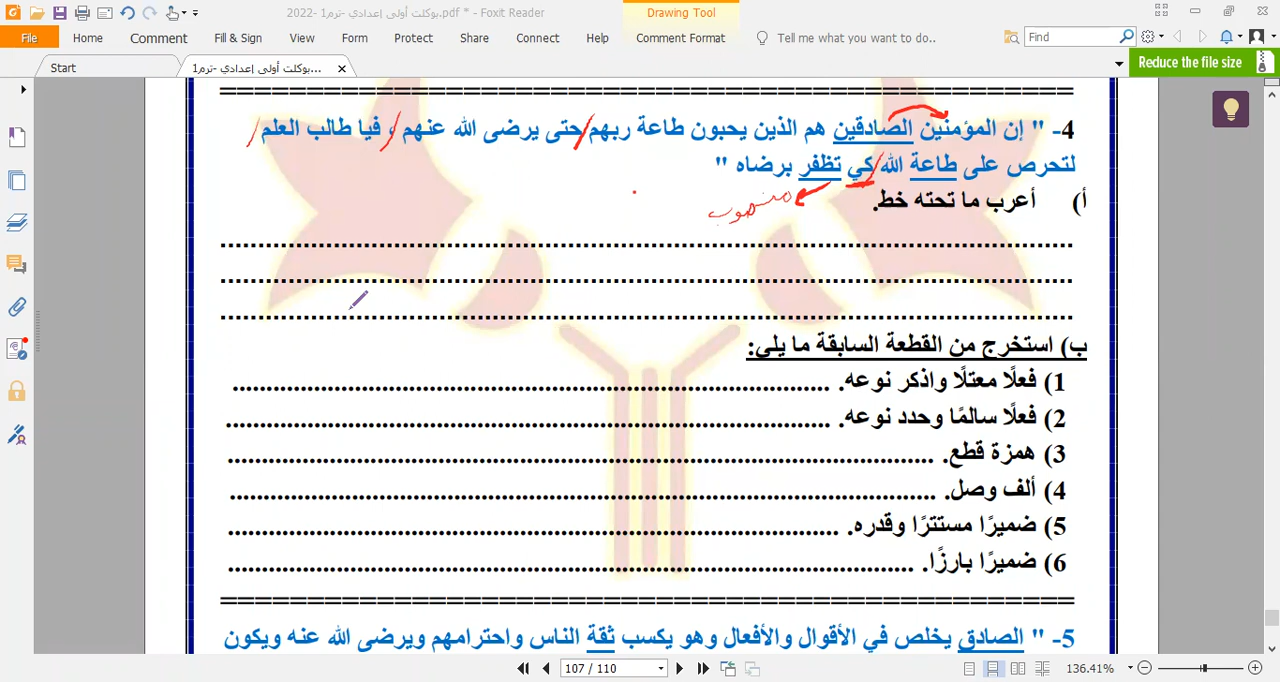 2022- بوكلت أولى إعدادي -ترم1.pdf * - Foxit Reader
Drawing Tool
File Home Comment Fill & Sign View Form Protect Share Connect Help Comment Format Tell me what you want to do.. Find
Start
بوكلت أولى إعدادي -ترم1...
Reduce the file size
4- " إن المؤمنين الصادقين هم الذين يحبون طاعة ربهم حتى يرضى الله عنهم ، فيا طالب العلم
لتحرص على طاعة الله كي تظفر برضاه "
منصوب
أ) أعرب ما تحته خط.
ب) استخرج من القطعة السابقة ما يلي:
1) فعلًا معتلًا واذكر نوعه.
2) فعلًا سالمًا وحدد نوعه.
3) همزة قطع.
4) ألف وصل.
5) ضميرًا مستترًا وقدره.
6) ضميرًا بارزًا.
5- " الصادق يخلص في الأقوال والأفعال وهو يكسب ثقة الناس واحترامهم ويرضى الله عنه ويكون
107 / 110
136.41%